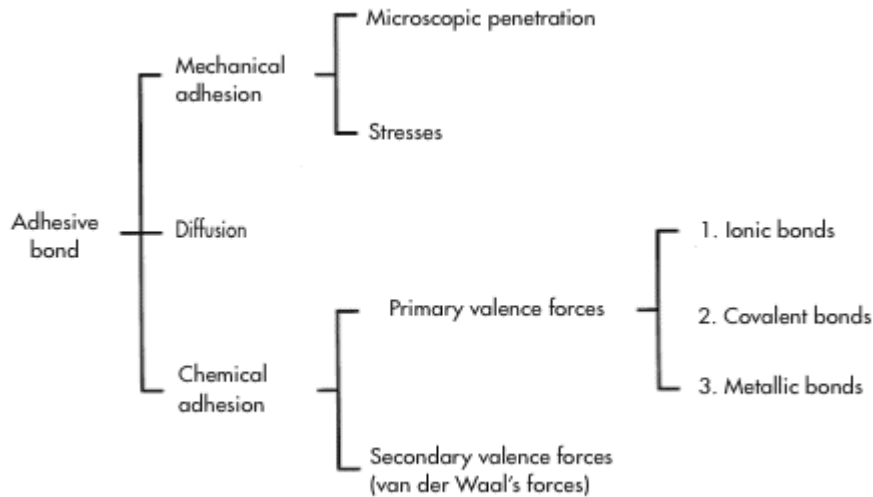 Microscopic penetration
Mechanical
adhesion
Stresses
Adhesive
bond
Diffusion
1. Ionic bonds
Primary valence forces
2. Covalent bonds
Chemical
adhesion
3. Metallic bonds
Secondary valence forces
(van der Waal's forces)